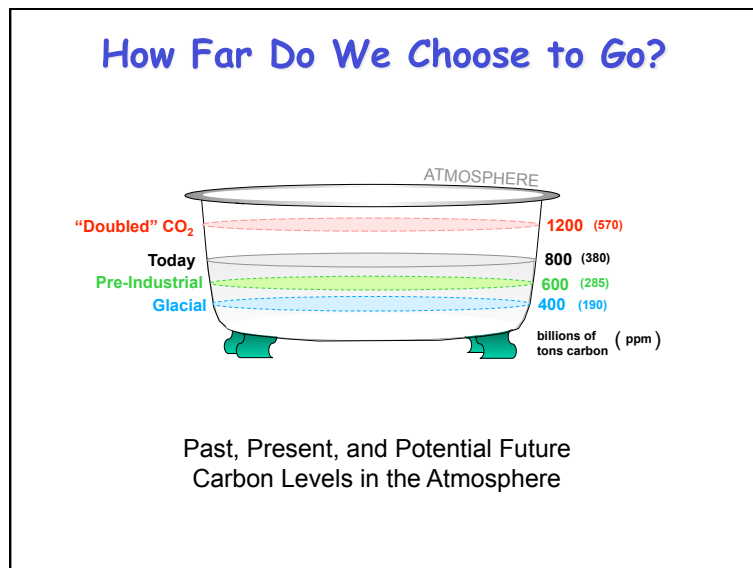 How Far Do We Choose to Go?
ATMOSPHERE
“Doubled” CO₂ 1200 (570)
Today 800 (380)
Pre-Industrial 600 (285)
Glacial 400 (190)
billions of
tons carbon ( ppm )
Past, Present, and Potential Future
Carbon Levels in the Atmosphere